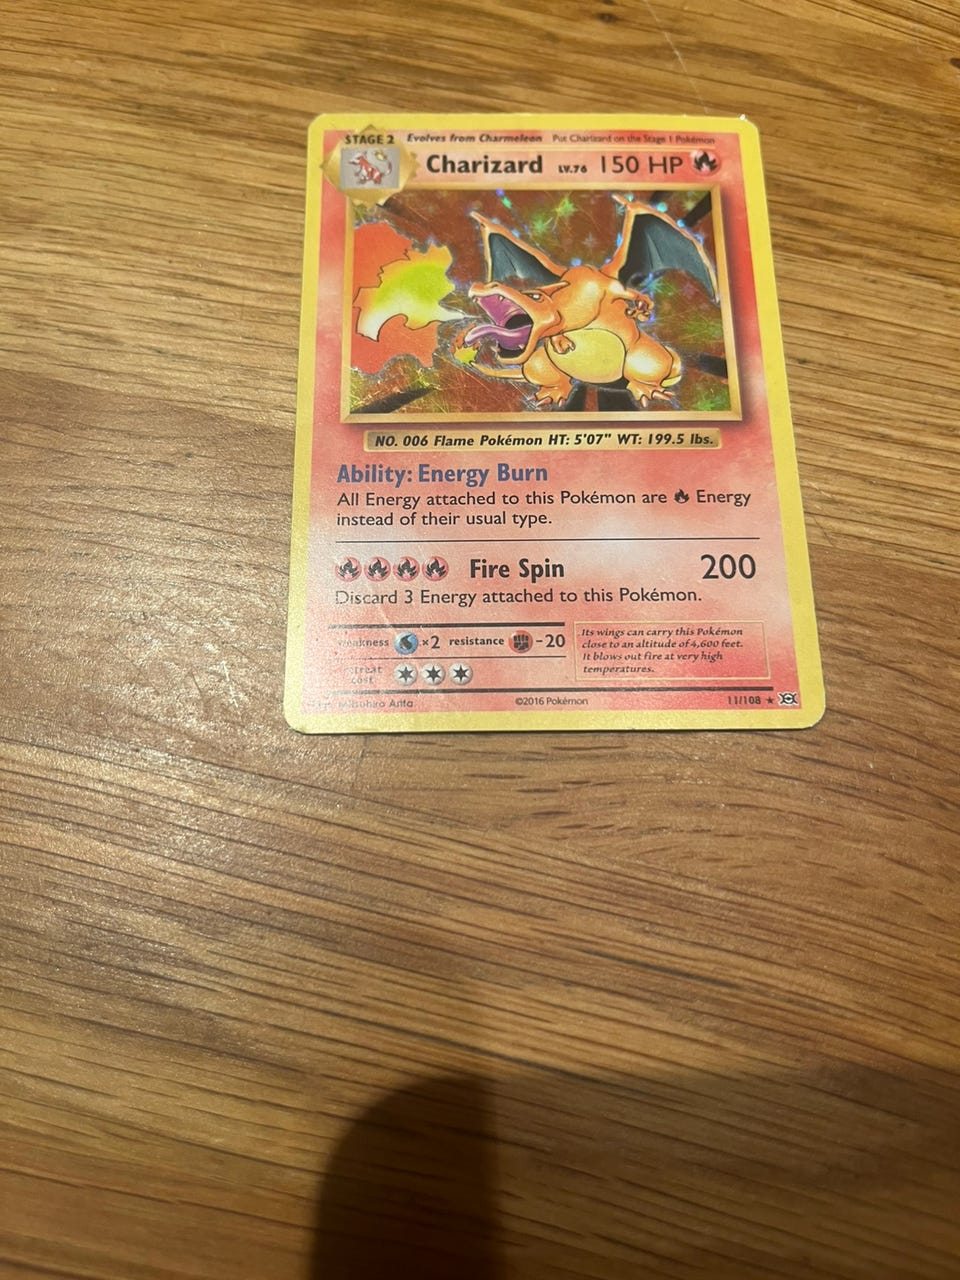 STAGE 2 Evolves from Charmeleon Put Charizard on the Stage 1 Pokémon
Charizard LV.76 150 HP
NO. 006 Flame Pokémon HT: 5'07" WT: 199.5 lbs.
Ability: Energy Burn
All Energy attached to this Pokémon are Energy
instead of their usual type.
Fire Spin 200
Discard 3 Energy attached to this Pokémon.
weakness ×2 resistance -20
retreat
cost
Its wings can carry this Pokémon
close to an altitude of 4,600 feet.
It blows out fire at very high
temperatures.
Mitsuhiro Arita ©2016 Pokémon 11/108 ★